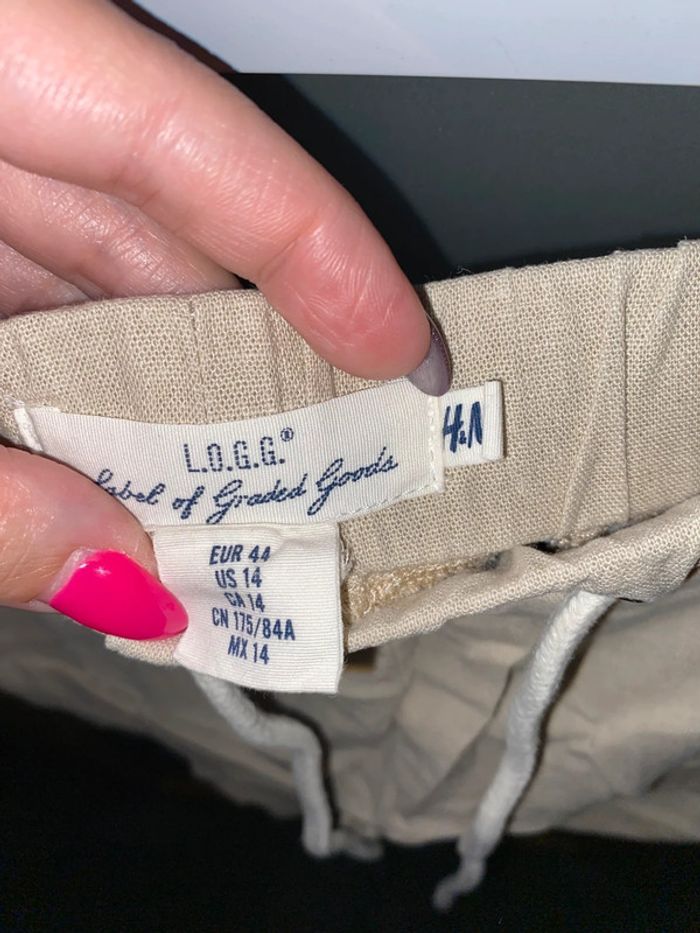 L.O.G.G.®
Label of Graded Goods
H&M
EUR 44
US 14
CA 14
CN 175/84A
MX 14